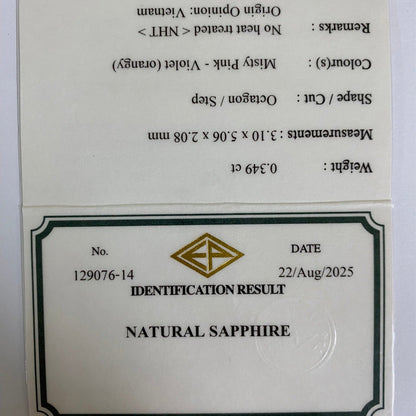 Weight : 0.349 ct
Measurements : 3.10 x 5.06 x 2.08 mm
Shape / Cut : Octagon / Step
Colour(s) : Misty Pink - Violet (orangy)
Remarks : No heat treated < NHT >
Origin Opinion: Vietnam
No. DATE
129076-14 22/Aug/2025
IDENTIFICATION RESULT
NATURAL SAPPHIRE